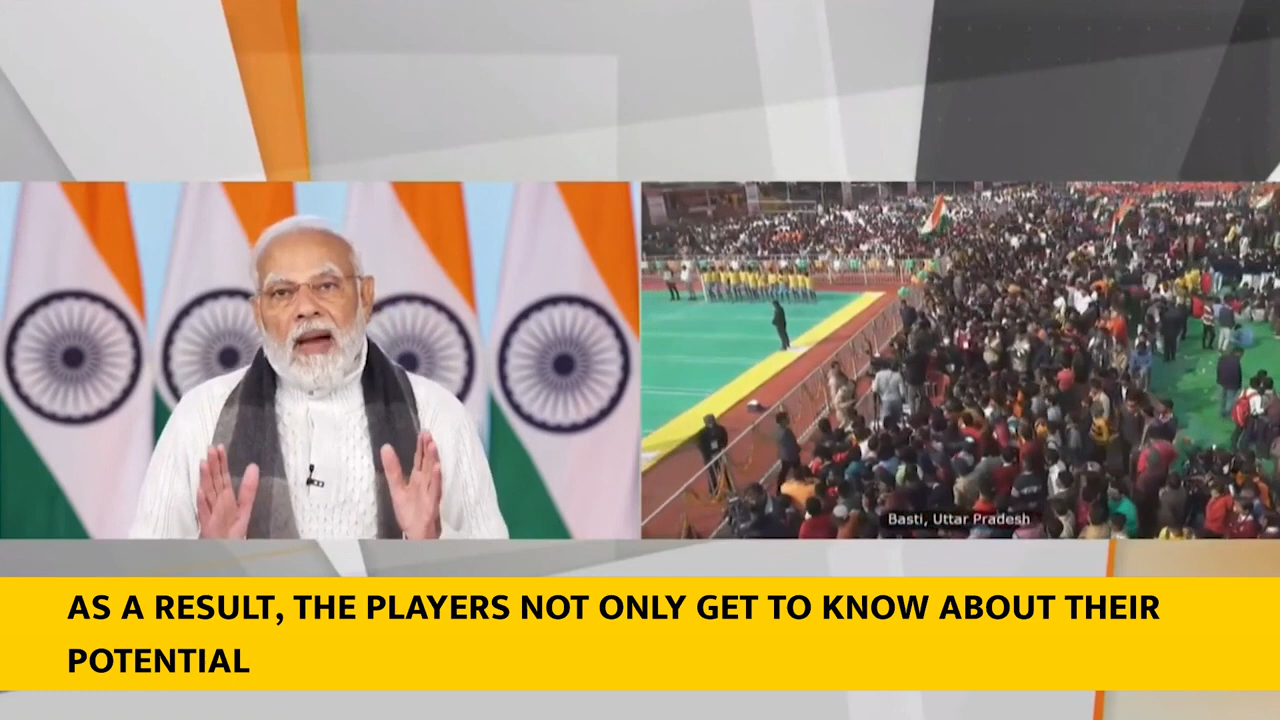 Basti, Uttar Pradesh
AS A RESULT, THE PLAYERS NOT ONLY GET TO KNOW ABOUT THEIR
POTENTIAL